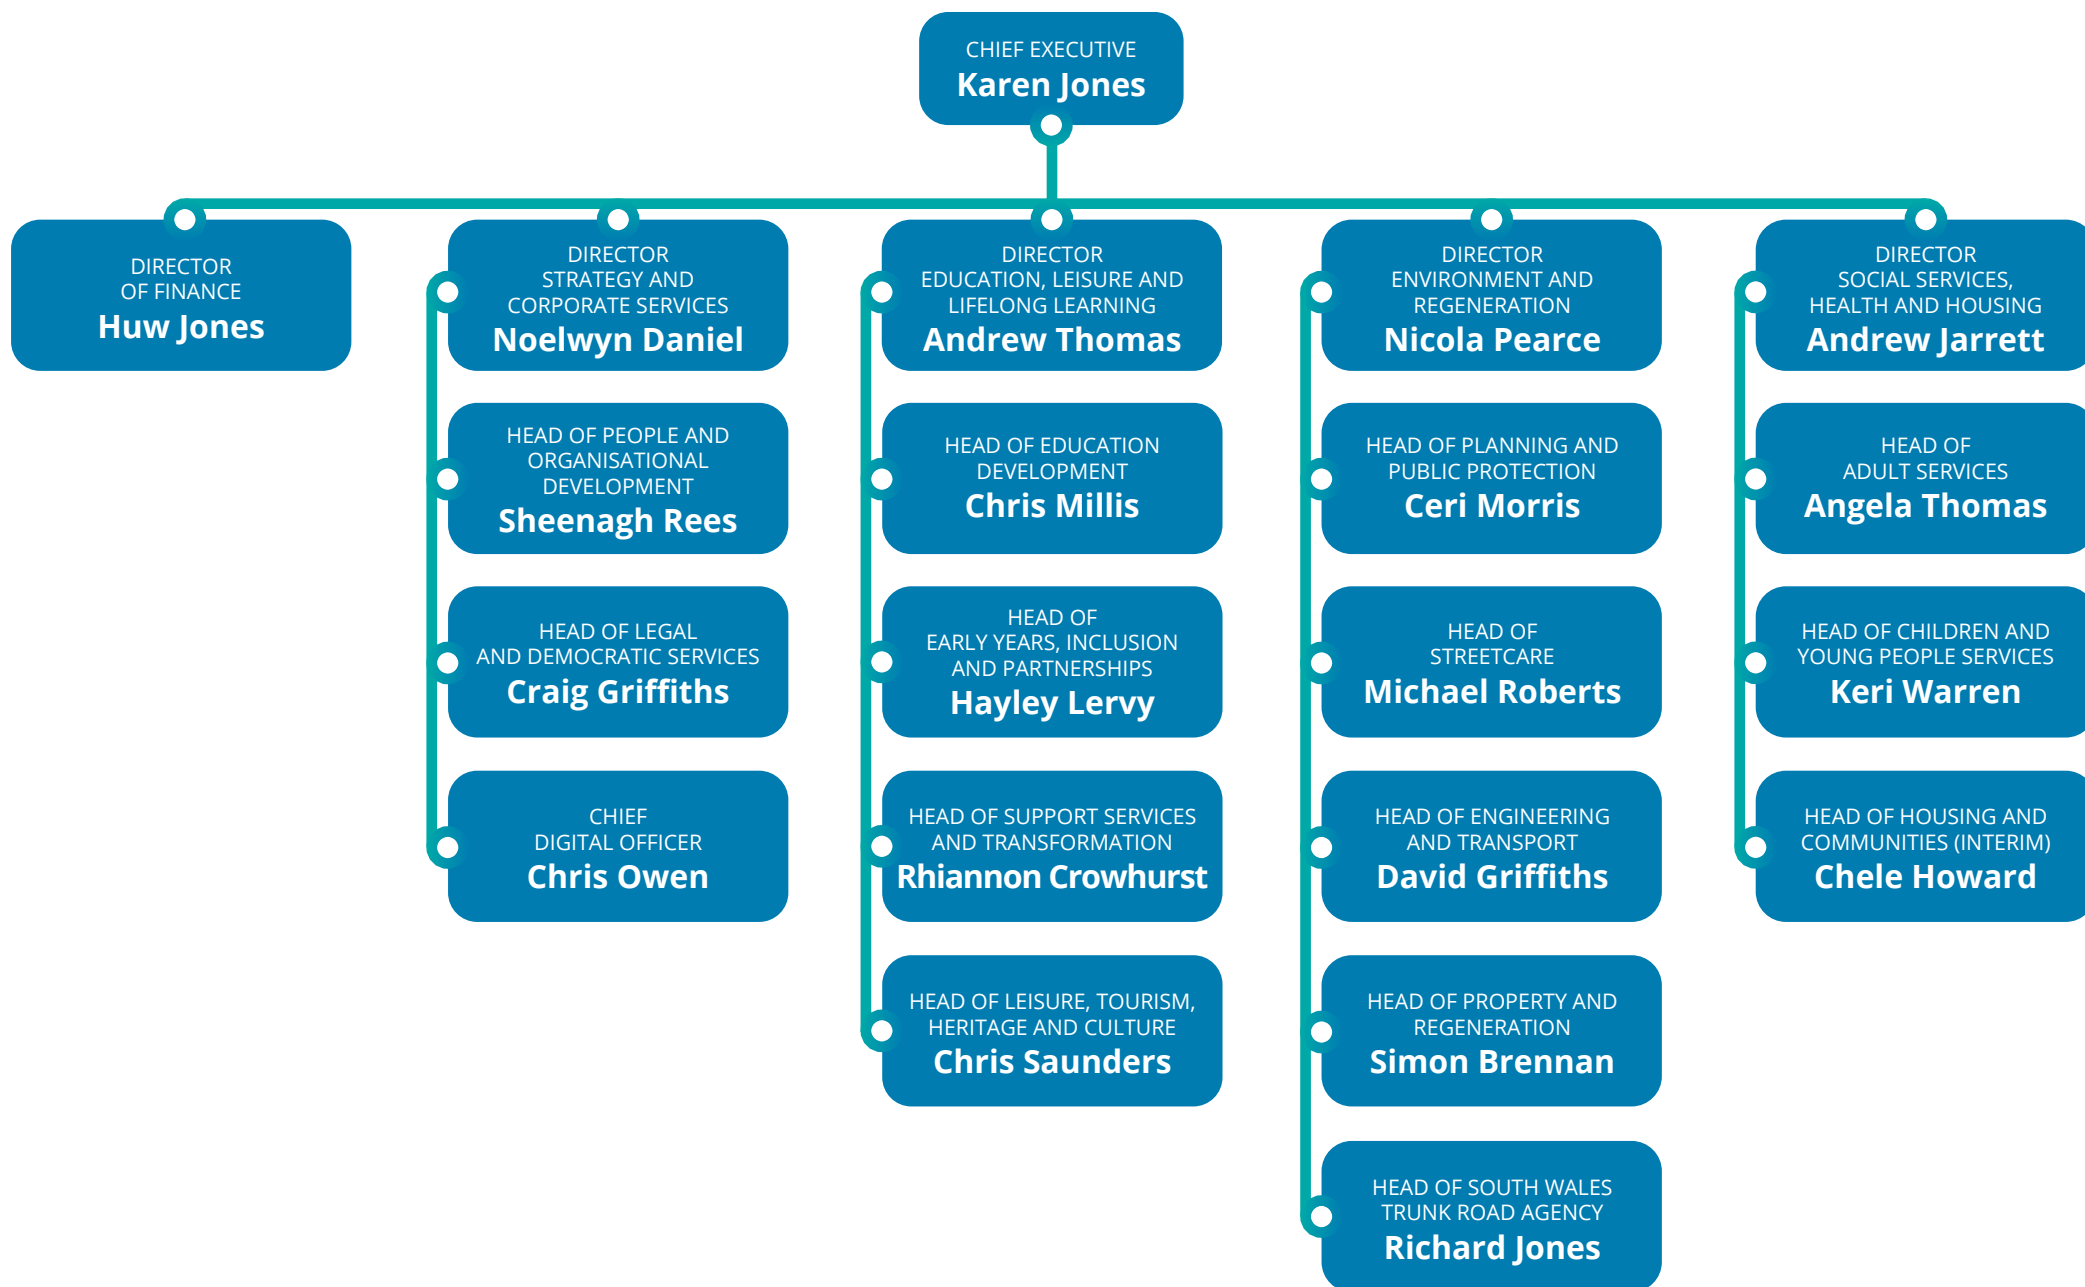 CHIEF EXECUTIVE
Karen Jones
DIRECTOR
OF FINANCE
Huw Jones
DIRECTOR
STRATEGY AND
CORPORATE SERVICES
Noelwyn Daniel
HEAD OF PEOPLE AND
ORGANISATIONAL
DEVELOPMENT
Sheenagh Rees
HEAD OF LEGAL
AND DEMOCRATIC SERVICES
Craig Griffiths
CHIEF
DIGITAL OFFICER
Chris Owen
DIRECTOR
EDUCATION, LEISURE AND
LIFELONG LEARNING
Andrew Thomas
HEAD OF EDUCATION
DEVELOPMENT
Chris Millis
HEAD OF
EARLY YEARS, INCLUSION
AND PARTNERSHIPS
Hayley Lervy
HEAD OF SUPPORT SERVICES
AND TRANSFORMATION
Rhiannon Crowhurst
HEAD OF LEISURE, TOURISM,
HERITAGE AND CULTURE
Chris Saunders
DIRECTOR
ENVIRONMENT AND
REGENERATION
Nicola Pearce
HEAD OF PLANNING AND
PUBLIC PROTECTION
Ceri Morris
HEAD OF
STREETCARE
Michael Roberts
HEAD OF ENGINEERING
AND TRANSPORT
David Griffiths
HEAD OF PROPERTY AND
REGENERATION
Simon Brennan
HEAD OF SOUTH WALES
TRUNK ROAD AGENCY
Richard Jones
DIRECTOR
SOCIAL SERVICES,
HEALTH AND HOUSING
Andrew Jarrett
HEAD OF
ADULT SERVICES
Angela Thomas
HEAD OF CHILDREN AND
YOUNG PEOPLE SERVICES
Keri Warren
HEAD OF HOUSING AND
COMMUNITIES (INTERIM)
Chele Howard